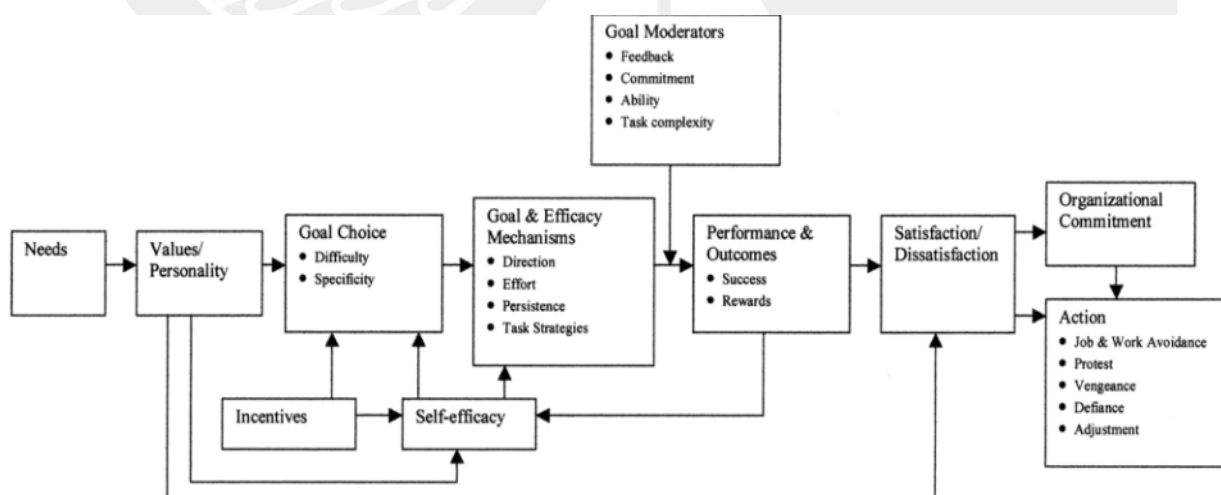 Goal Moderators
• Feedback
• Commitment
• Ability
• Task complexity
Needs
Values/
Personality
Goal Choice
• Difficulty
• Specificity
Goal & Efficacy
Mechanisms
• Direction
• Effort
• Persistence
• Task Strategies
Performance &
Outcomes
• Success
• Rewards
Satisfaction/
Dissatisfaction
Organizational
Commitment
Action
• Job & Work Avoidance
• Protest
• Vengeance
• Defiance
• Adjustment
Incentives
Self-efficacy